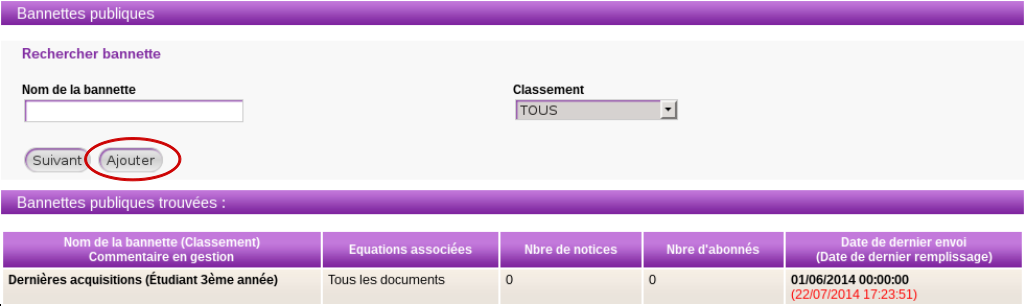 Bannettes publiques
Rechercher bannette
Nom de la bannette Classement
TOUS
Suivant Ajouter
Bannettes publiques trouvées :
Nom de la bannette (Classement)
Commentaire en gestion
Equations associées
Nbre de notices
Nbre d'abonnés
Date de dernier envoi
(Date de dernier remplissage)
Dernières acquisitions (Étudiant 3ème année) Tous les documents 0 0 01/06/2014 00:00:00
(22/07/2014 17:23:51)